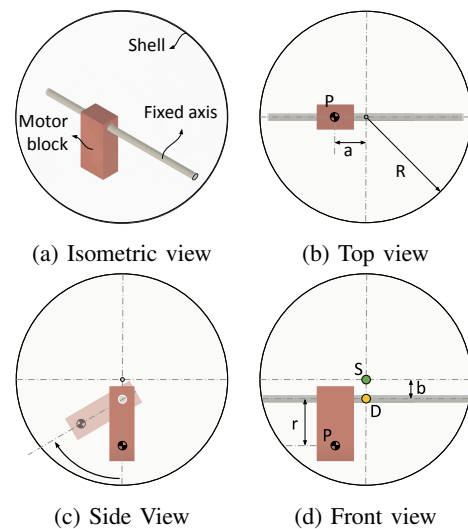 Shell
Motor
block
Fixed axis
(a) Isometric view
P
a
R
(b) Top view
(c) Side View
S
b
D
r
P
(d) Front view